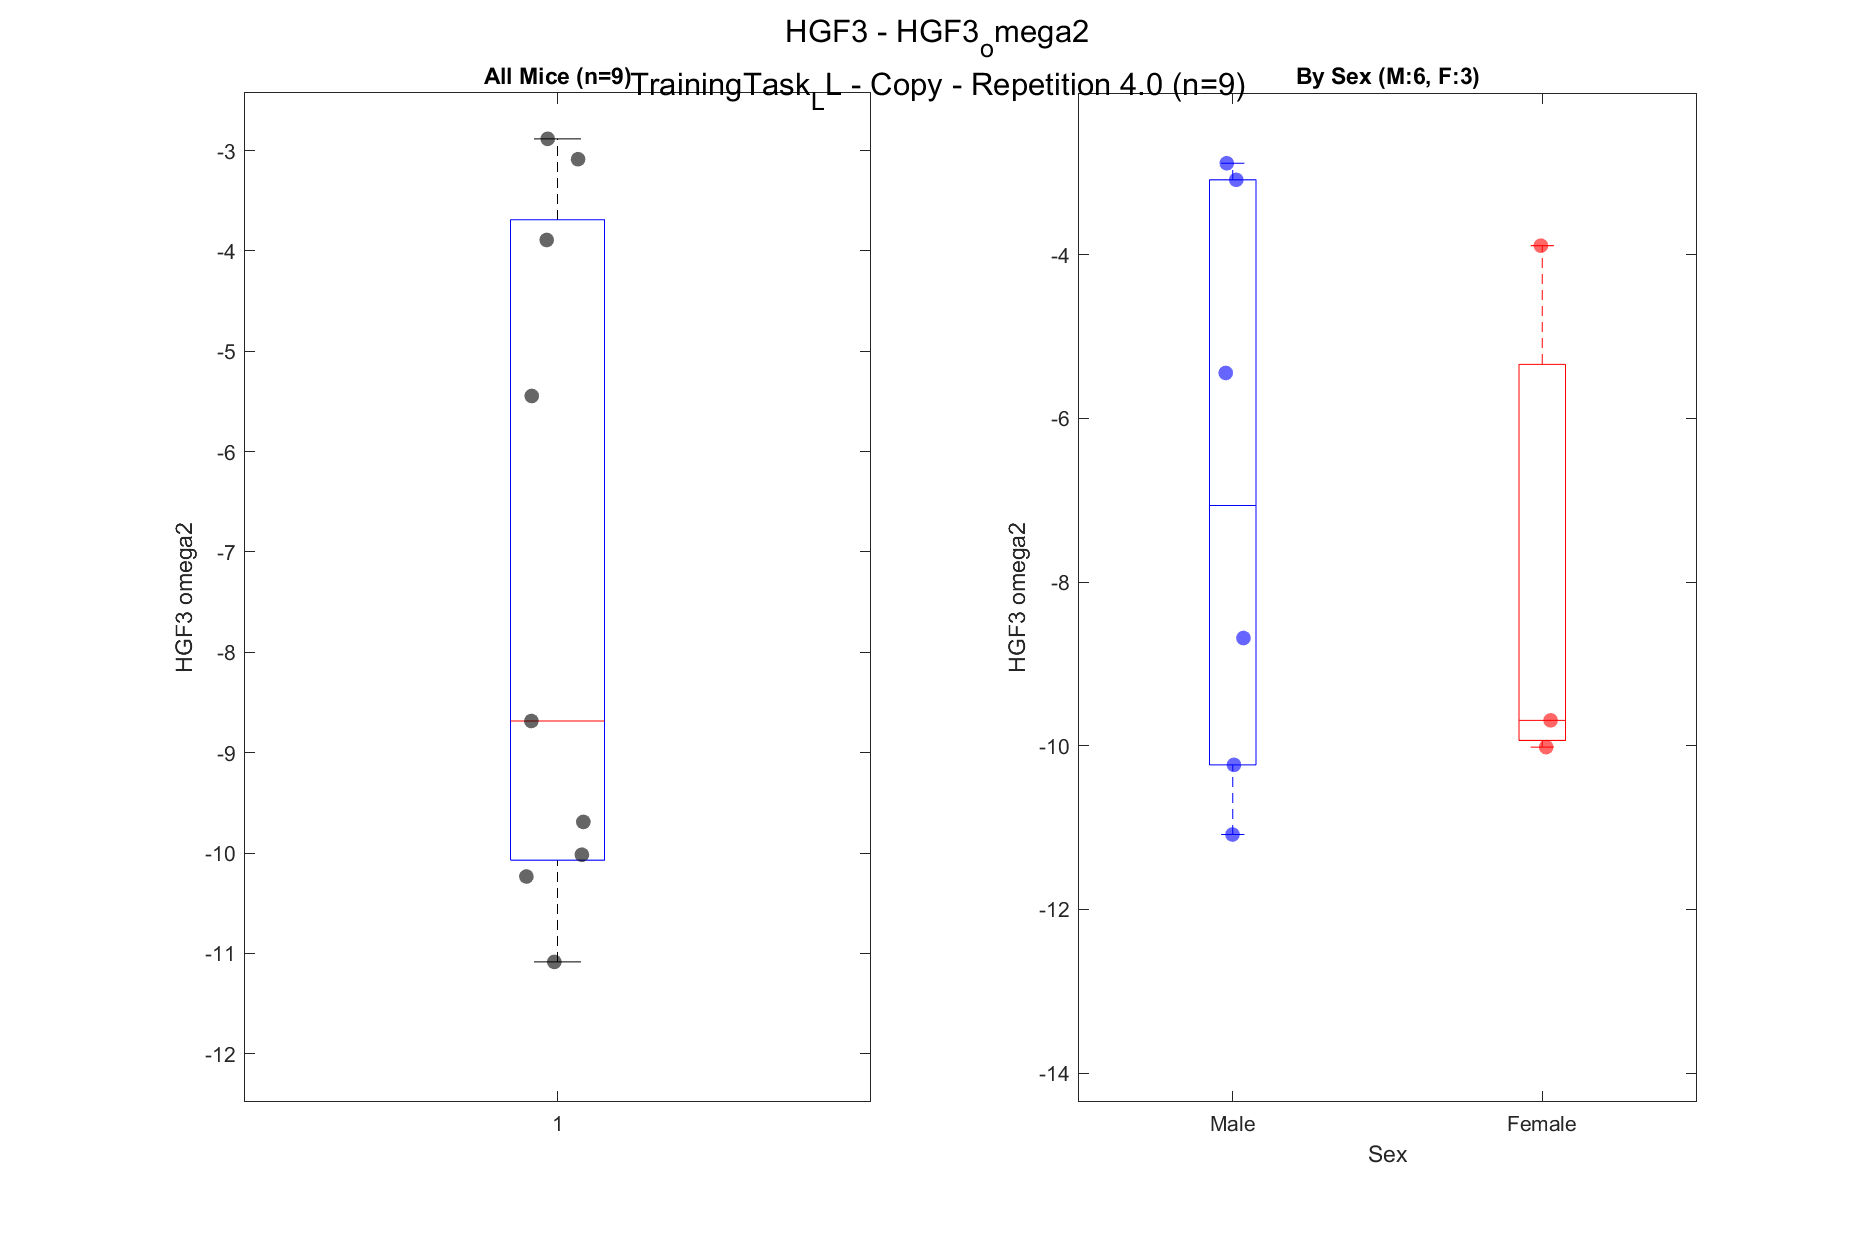 HGF3 - HGF3omega2
TrainingTaskLL - Copy - Repetition 4.0 (n=9)
All Mice (n=9)
HGF3 omega2
-3
-4
-5
-6
-7
-8
-9
-10
-11
-12
1
By Sex (M:6, F:3)
HGF3 omega2
-4
-6
-8
-10
-12
-14
Male
Female
Sex